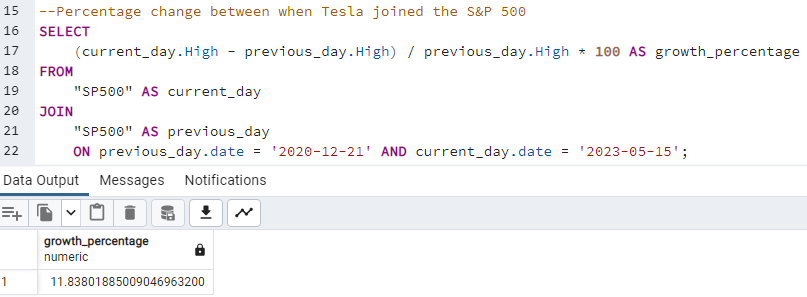 15 --Percentage change between when Tesla joined the S&P 500
16 SELECT
17 (current_day.High - previous_day.High) / previous_day.High * 100 AS growth_percentage
18 FROM
19 "SP500" AS current_day
20 JOIN
21 "SP500" AS previous_day
22 ON previous_day.date = '2020-12-21' AND current_day.date = '2023-05-15';
Data Output Messages Notifications
growth_percentage
numeric
1 11.83801885009046963200